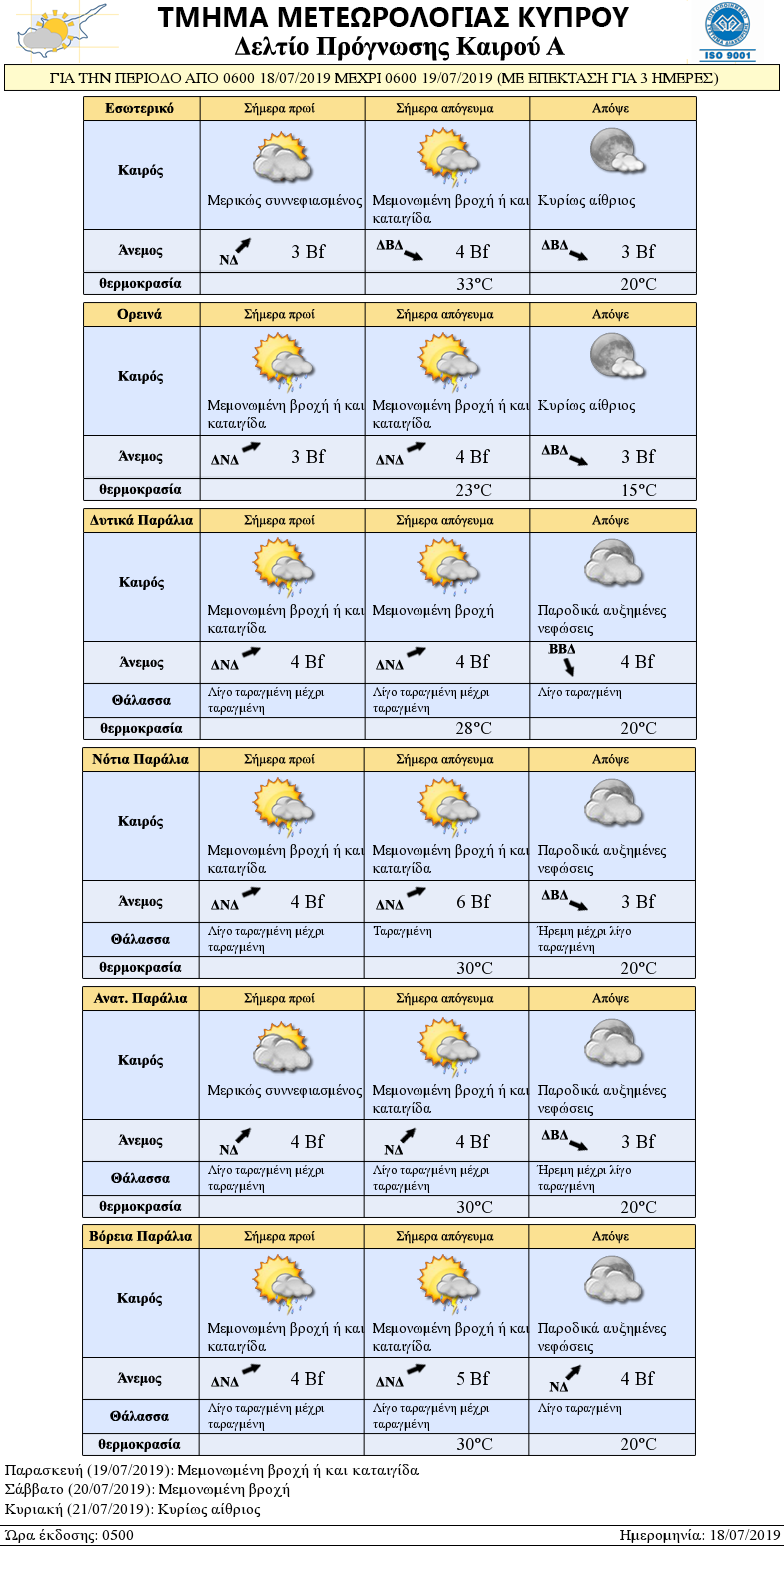 ΤΜΗΜΑ ΜΕΤΕΩΡΟΛΟΓΙΑΣ ΚΥΠΡΟΥ
Δελτίο Πρόγνωσης Καιρού Α
ISO 9001
ΓΙΑ ΤΗΝ ΠΕΡΙΟΔΟ ΑΠΟ 0600 18/07/2019 ΜΕΧΡΙ 0600 19/07/2019 (ΜΕ ΕΠΕΚΤΑΣΗ ΓΙΑ 3 ΗΜΕΡΕΣ)
Εσωτερικό Σήμερα πρωί Σήμερα απόγευμα Απόψε
Καιρός
Μερικώς συννεφιασμένος Μεμονωμένη βροχή ή και Κυρίως αίθριος
καταιγίδα
Άνεμος ΝΔ 3 Bf ΔΒΔ 4 Bf ΔΒΔ 3 Bf
θερμοκρασία 33°C 20°C
Ορεινά Σήμερα πρωί Σήμερα απόγευμα Απόψε
Καιρός
Μεμονωμένη βροχή ή και Μεμονωμένη βροχή ή και Κυρίως αίθριος
καταιγίδα καταιγίδα
Άνεμος ΔΝΔ 3 Bf ΔΝΔ 4 Bf ΔΒΔ 3 Bf
θερμοκρασία 23°C 15°C
Δυτικά Παράλια Σήμερα πρωί Σήμερα απόγευμα Απόψε
Καιρός
Μεμονωμένη βροχή ή και Μεμονωμένη βροχή Παροδικά αυξημένες
καταιγίδα νεφώσεις
Άνεμος ΔΝΔ 4 Bf ΔΝΔ 4 Bf ΒΒΔ 4 Bf
Θάλασσα Λίγο ταραγμένη μέχρι Λίγο ταραγμένη μέχρι Λίγο ταραγμένη
ταραγμένη ταραγμένη
θερμοκρασία 28°C 20°C
Νότια Παράλια Σήμερα πρωί Σήμερα απόγευμα Απόψε
Καιρός
Μεμονωμένη βροχή ή και Μεμονωμένη βροχή ή και Παροδικά αυξημένες
καταιγίδα καταιγίδα νεφώσεις
Άνεμος ΔΝΔ 4 Bf ΔΝΔ 6 Bf ΔΒΔ 3 Bf
Θάλασσα Λίγο ταραγμένη μέχρι Ταραγμένη Ήρεμη μέχρι λίγο
ταραγμένη ταραγμένη
θερμοκρασία 30°C 20°C
Ανατ. Παράλια Σήμερα πρωί Σήμερα απόγευμα Απόψε
Καιρός
Μερικώς συννεφιασμένος Μεμονωμένη βροχή ή και Παροδικά αυξημένες
καταιγίδα νεφώσεις
Άνεμος ΝΔ 4 Bf ΝΔ 4 Bf ΔΒΔ 3 Bf
Θάλασσα Λίγο ταραγμένη μέχρι Λίγο ταραγμένη μέχρι Ήρεμη μέχρι λίγο
ταραγμένη ταραγμένη ταραγμένη
θερμοκρασία 30°C 20°C
Βόρεια Παράλια Σήμερα πρωί Σήμερα απόγευμα Απόψε
Καιρός
Μεμονωμένη βροχή ή και Μεμονωμένη βροχή ή και Παροδικά αυξημένες
καταιγίδα καταιγίδα νεφώσεις
Άνεμος ΔΝΔ 4 Bf ΔΝΔ 5 Bf ΝΔ 4 Bf
Θάλασσα Λίγο ταραγμένη μέχρι Λίγο ταραγμένη μέχρι Λίγο ταραγμένη
ταραγμένη ταραγμένη
θερμοκρασία 30°C 20°C
Παρασκευή (19/07/2019): Μεμονωμένη βροχή ή και καταιγίδα
Σάββατο (20/07/2019): Μεμονωμένη βροχή
Κυριακή (21/07/2019): Κυρίως αίθριος
Ώρα έκδοσης: 0500 Ημερομηνία: 18/07/2019